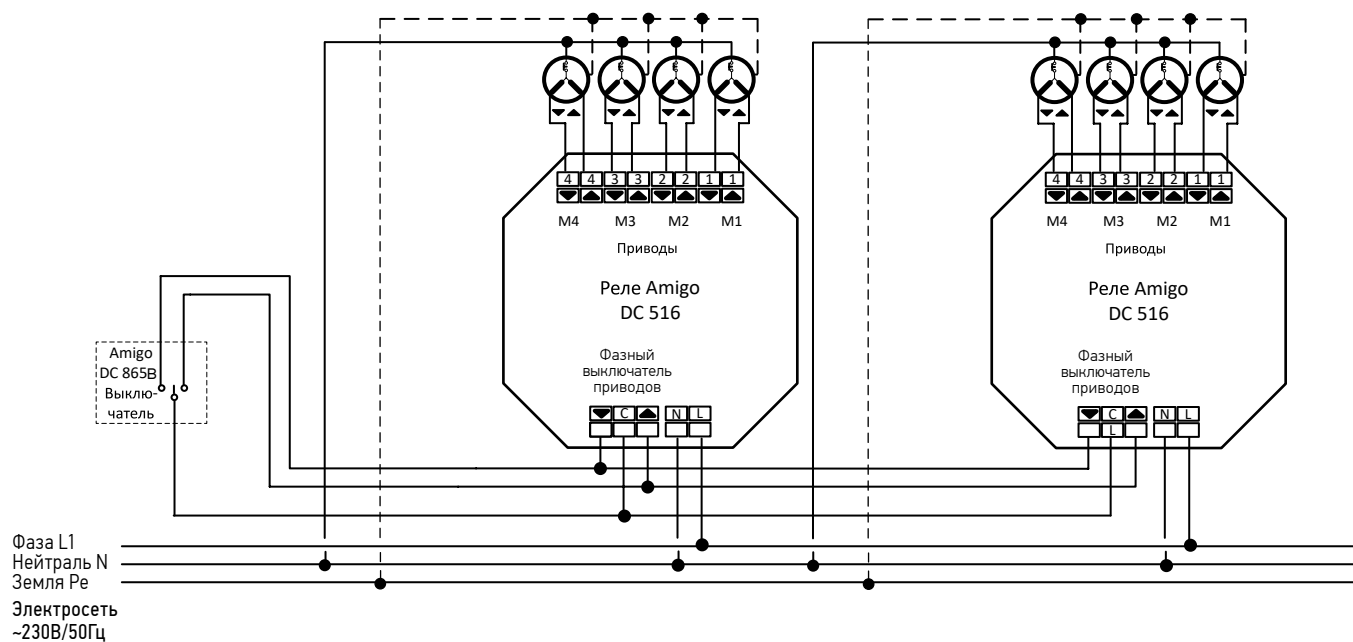 4 4 3 3 2 2 1 1
M4 M3 M2 M1
Приводы
Реле Amigo
DC 516
Фазный
выключатель
приводов
C N L
4 4 3 3 2 2 1 1
M4 M3 M2 M1
Приводы
Реле Amigo
DC 516
Фазный
выключатель
приводов
C N L
L
Amigo
DC 865B
Выклю-
чатель
Фаза L1
Нейтраль N
Земля Pe
Электросеть
~230В/50Гц